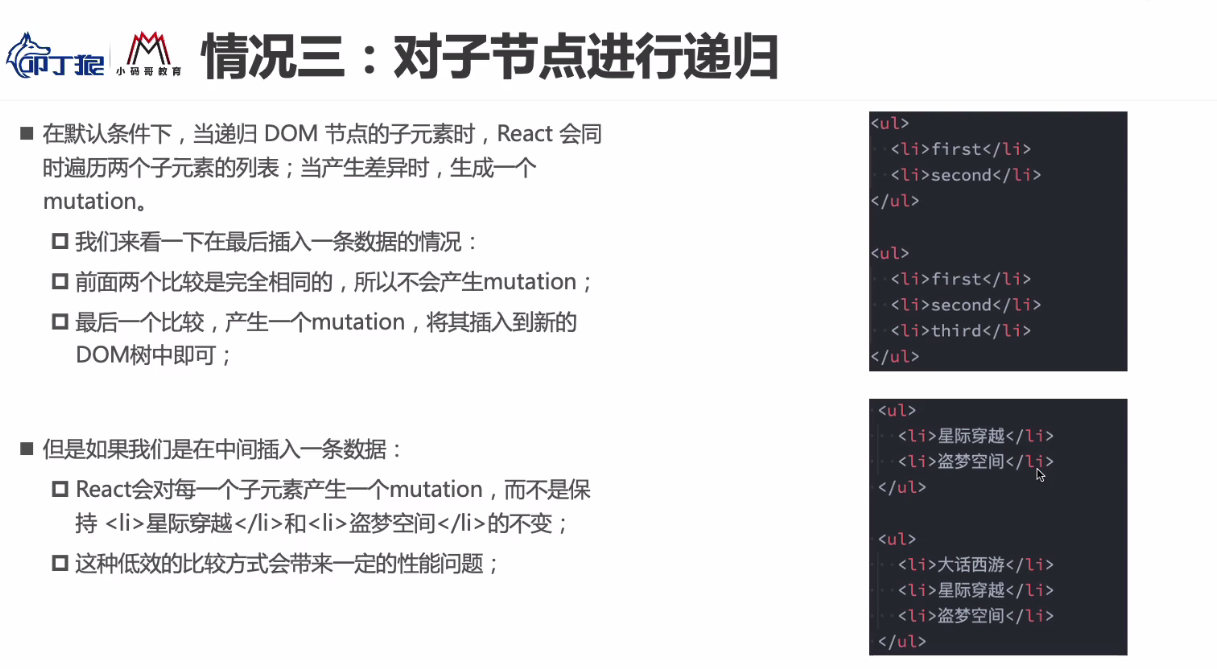 叩丁狼
小码哥教育
情况三：对子节点进行递归
在默认条件下，当递归 DOM 节点的子元素时，React 会同
时遍历两个子元素的列表；当产生差异时，生成一个
mutation。
我们来看一下在最后插入一条数据的情况：
前面两个比较是完全相同的，所以不会产生mutation；
最后一个比较，产生一个mutation，将其插入到新的
DOM树中即可；
但是如果我们是在中间插入一条数据：
React会对每一个子元素产生一个mutation，而不是保
持 <li>星际穿越</li>和<li>盗梦空间</li>的不变；
这种低效的比较方式会带来一定的性能问题；
<ul>
<li>first</li>
<li>second</li>
</ul>
<ul>
<li>first</li>
<li>second</li>
<li>third</li>
</ul>
<ul>
<li>星际穿越</li>
<li>盗梦空间</li>
</ul>
<ul>
<li>大话西游</li>
<li>星际穿越</li>
<li>盗梦空间</li>
</ul>